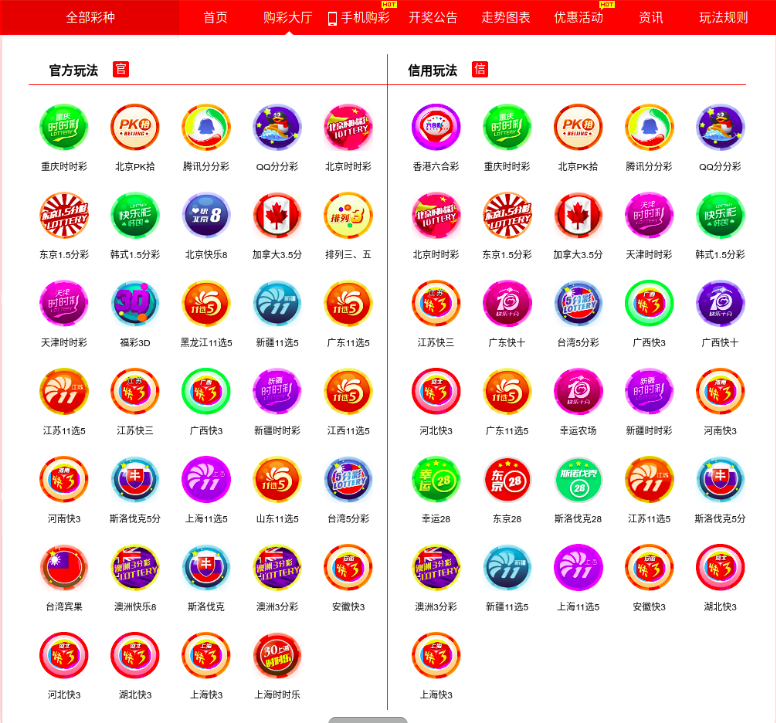 全部彩种 首页 购彩大厅 手机购彩 HOT 开奖公告 走势图表 优惠活动 HOT 资讯 玩法规则
官方玩法 官
重庆时时彩 北京PK拾 腾讯分分彩 QQ分分彩 北京时时彩
东京1.5分彩 韩式1.5分彩 北京快乐8 加拿大3.5分 排列三、五
天津时时彩 福彩3D 黑龙江11选5 新疆11选5 广东11选5
江苏11选5 江苏快三 广西快3 新疆时时彩 江西11选5
河南快3 斯洛伐克5分 上海11选5 山东11选5 台湾5分彩
台湾宾果 澳洲快乐8 斯洛伐克 澳洲3分彩 安徽快3
河北快3 湖北快3 上海快3 上海时时乐
信用玩法 信
香港六合彩 重庆时时彩 北京PK拾 腾讯分分彩 QQ分分彩
北京时时彩 东京1.5分彩 加拿大3.5分 天津时时彩 韩式1.5分彩
江苏快三 广东快十 台湾5分彩 广西快3 广西快十
河北快3 广东11选5 幸运农场 新疆时时彩 河南快3
幸运28 东京28 斯洛伐克28 江苏11选5 斯洛伐克5分
澳洲3分彩 新疆11选5 上海11选5 安徽快3 湖北快3
上海快3